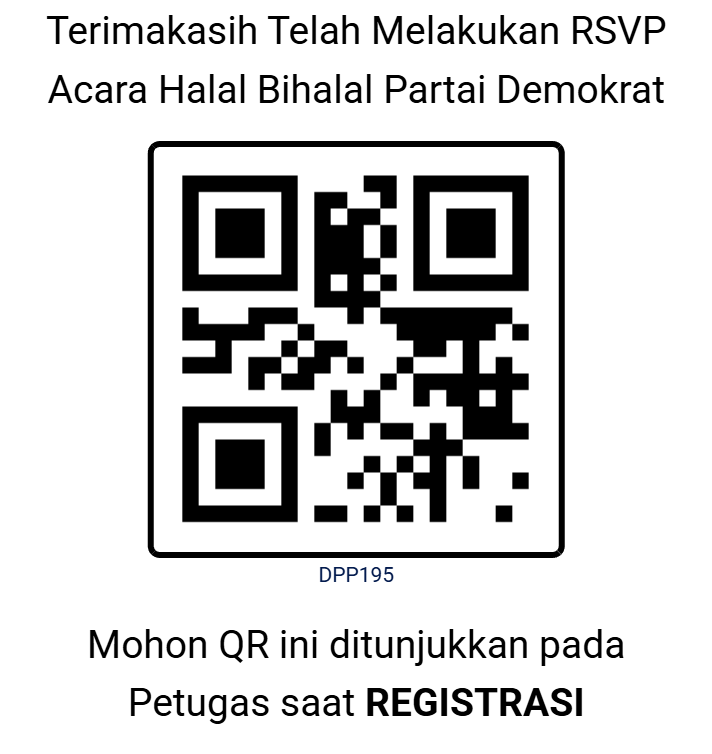 Terimakasih Telah Melakukan RSVP
Acara Halal Bihalal Partai Demokrat
DPP195
Mohon QR ini ditunjukkan pada
Petugas saat REGISTRASI